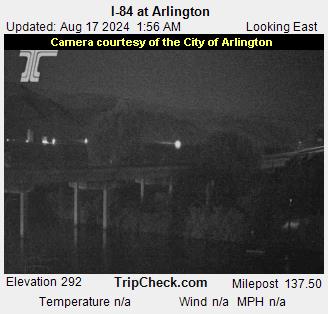 I-84 at Arlington
Updated: Aug 17 2024 1:56 AM Looking East
Camera courtesy of the City of Arlington
Elevation 292 TripCheck.com Milepost 137.50
Temperature n/a Wind n/a MPH n/a